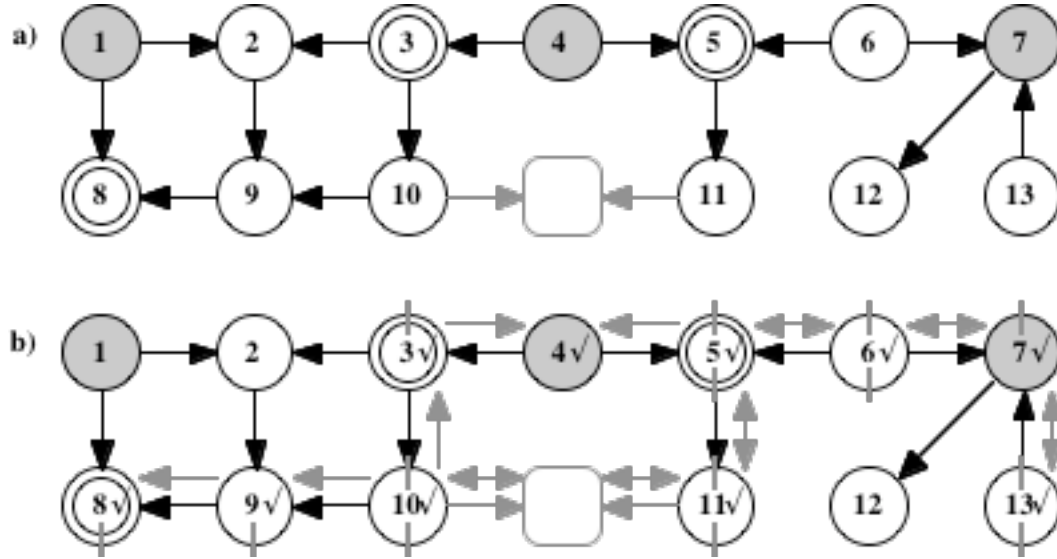 a) 1 2 3 4 5 6 7
8 9 10 11 12 13
b) 1 2 3√ 4√ 5√ 6√ 7√
8√ 9√ 10√ 11√ 12 13√